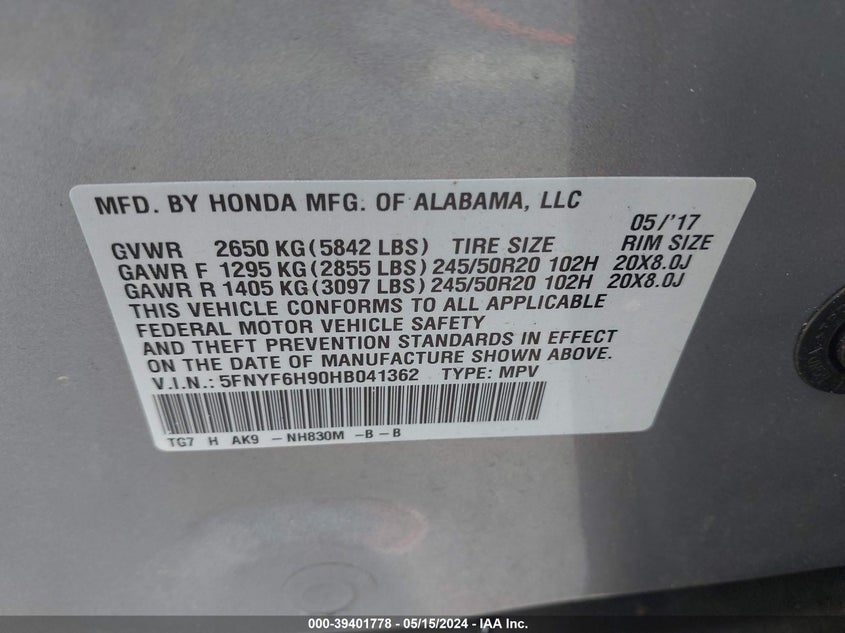 MFD. BY HONDA MFG. OF ALABAMA, LLC
05/'17
GVWR 2650 KG (5842 LBS) TIRE SIZE RIM SIZE
GAWR F 1295 KG (2855 LBS) 245/50R20 102H 20X8.0J
GAWR R 1405 KG (3097 LBS) 245/50R20 102H 20X8.0J
THIS VEHICLE CONFORMS TO ALL APPLICABLE
FEDERAL MOTOR VEHICLE SAFETY
AND THEFT PREVENTION STANDARDS IN EFFECT
ON THE DATE OF MANUFACTURE SHOWN ABOVE.
V.I.N.: 5FNYF6H90HB041362 TYPE: MPV
TG7 H AK9 -NH830M -B-B
000-39401778 - 05/15/2024 - IAA Inc.